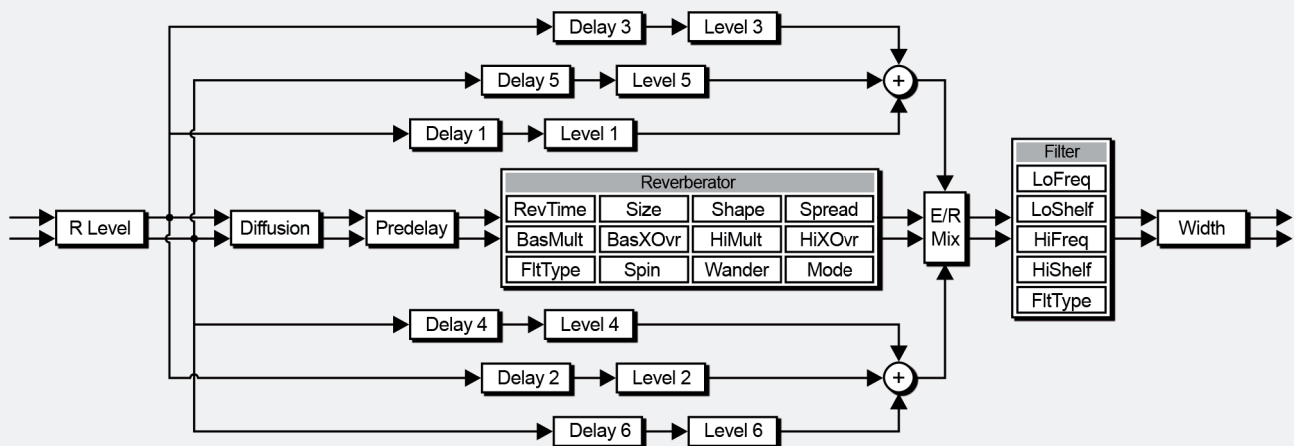 Delay 3 Level 3
Delay 5 Level 5
+
Delay 1 Level 1
R Level
Diffusion
Predelay
Reverberator
RevTime Size Shape Spread
BasMult BasXOvr HiMult HiXOvr
FltType Spin Wander Mode
E/R
Mix
Filter
LoFreq
LoShelf
HiFreq
HiShelf
FltType
Width
Delay 4 Level 4
Delay 2 Level 2
+
Delay 6 Level 6